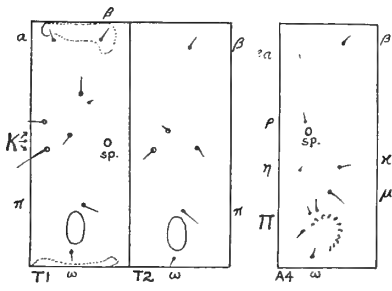 β
α β ?α β
ρ
K sp. sp.
η ϰ
μ
π π Π
T1 ω T2 ω A4 ω